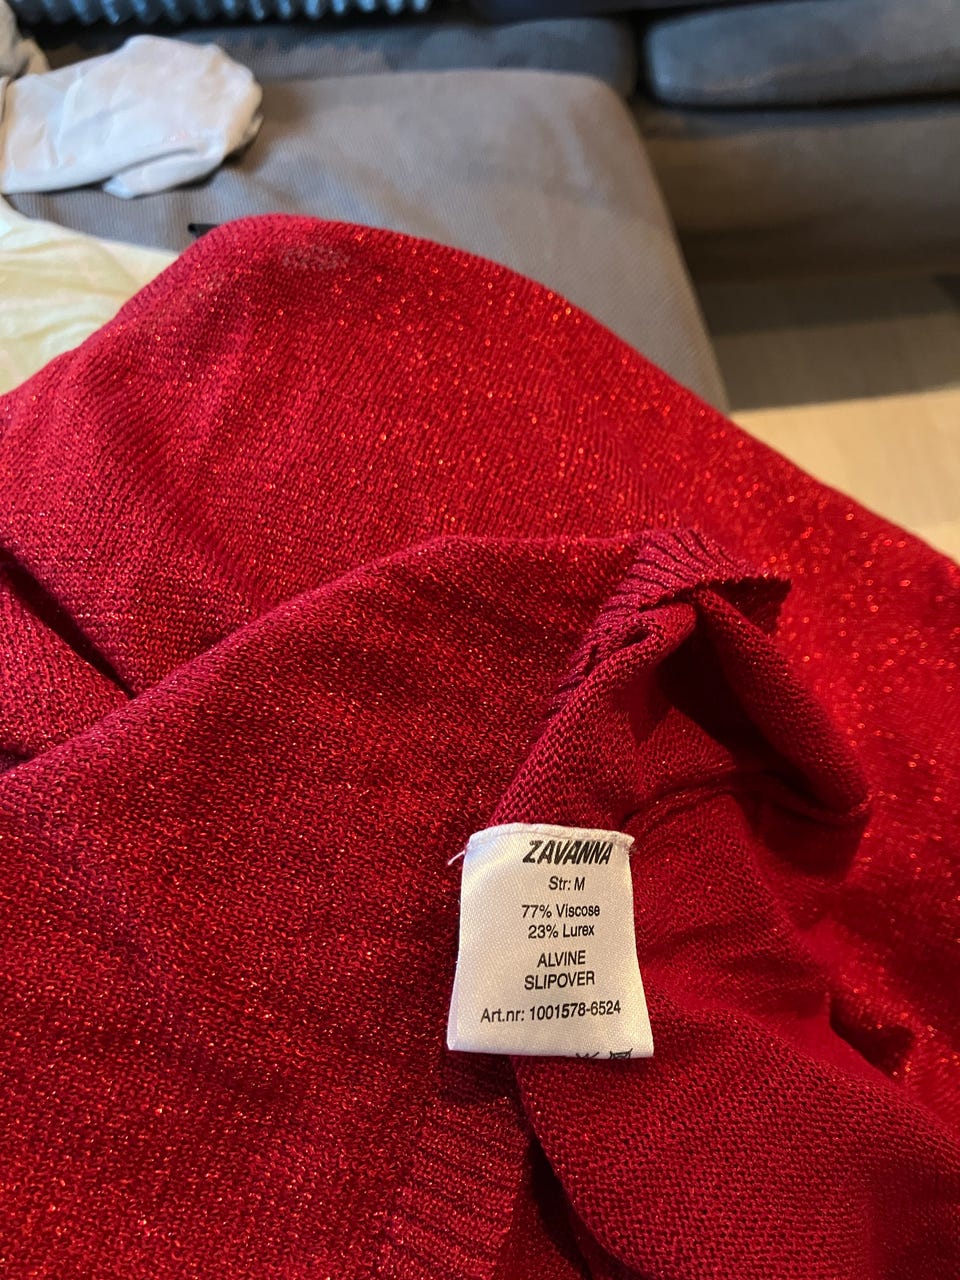 ZAVANNA
Str: M
77% Viscose
23% Lurex
ALVINE
SLIPOVER
Art.nr: 1001578-6524